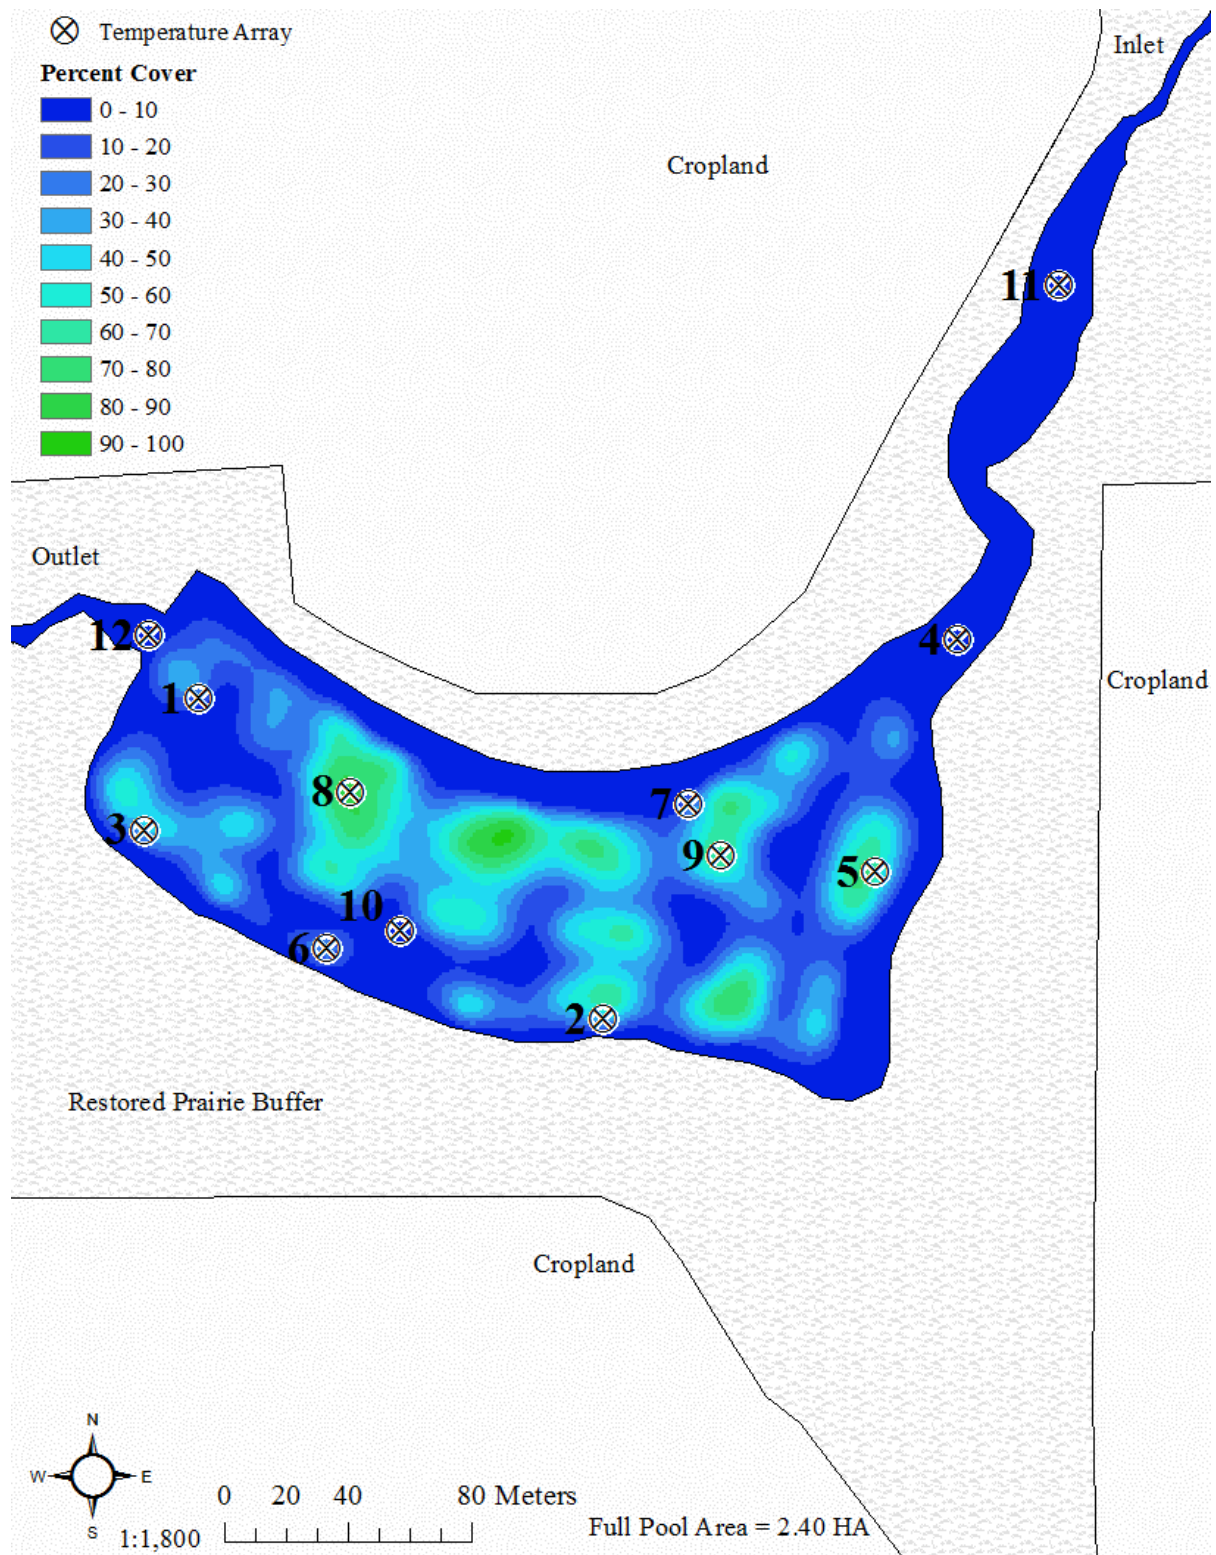 Temperature Array
Percent Cover
0 - 10
10 - 20
20 - 30
30 - 40
40 - 50
50 - 60
60 - 70
70 - 80
80 - 90
90 - 100
Inlet
Cropland
11
Outlet
12
4
Cropland
1
8
7
3
9
5
10
6
2
Restored Prairie Buffer
Cropland
N
W E
S
0 20 40 80 Meters
1:1,800
Full Pool Area = 2.40 HA